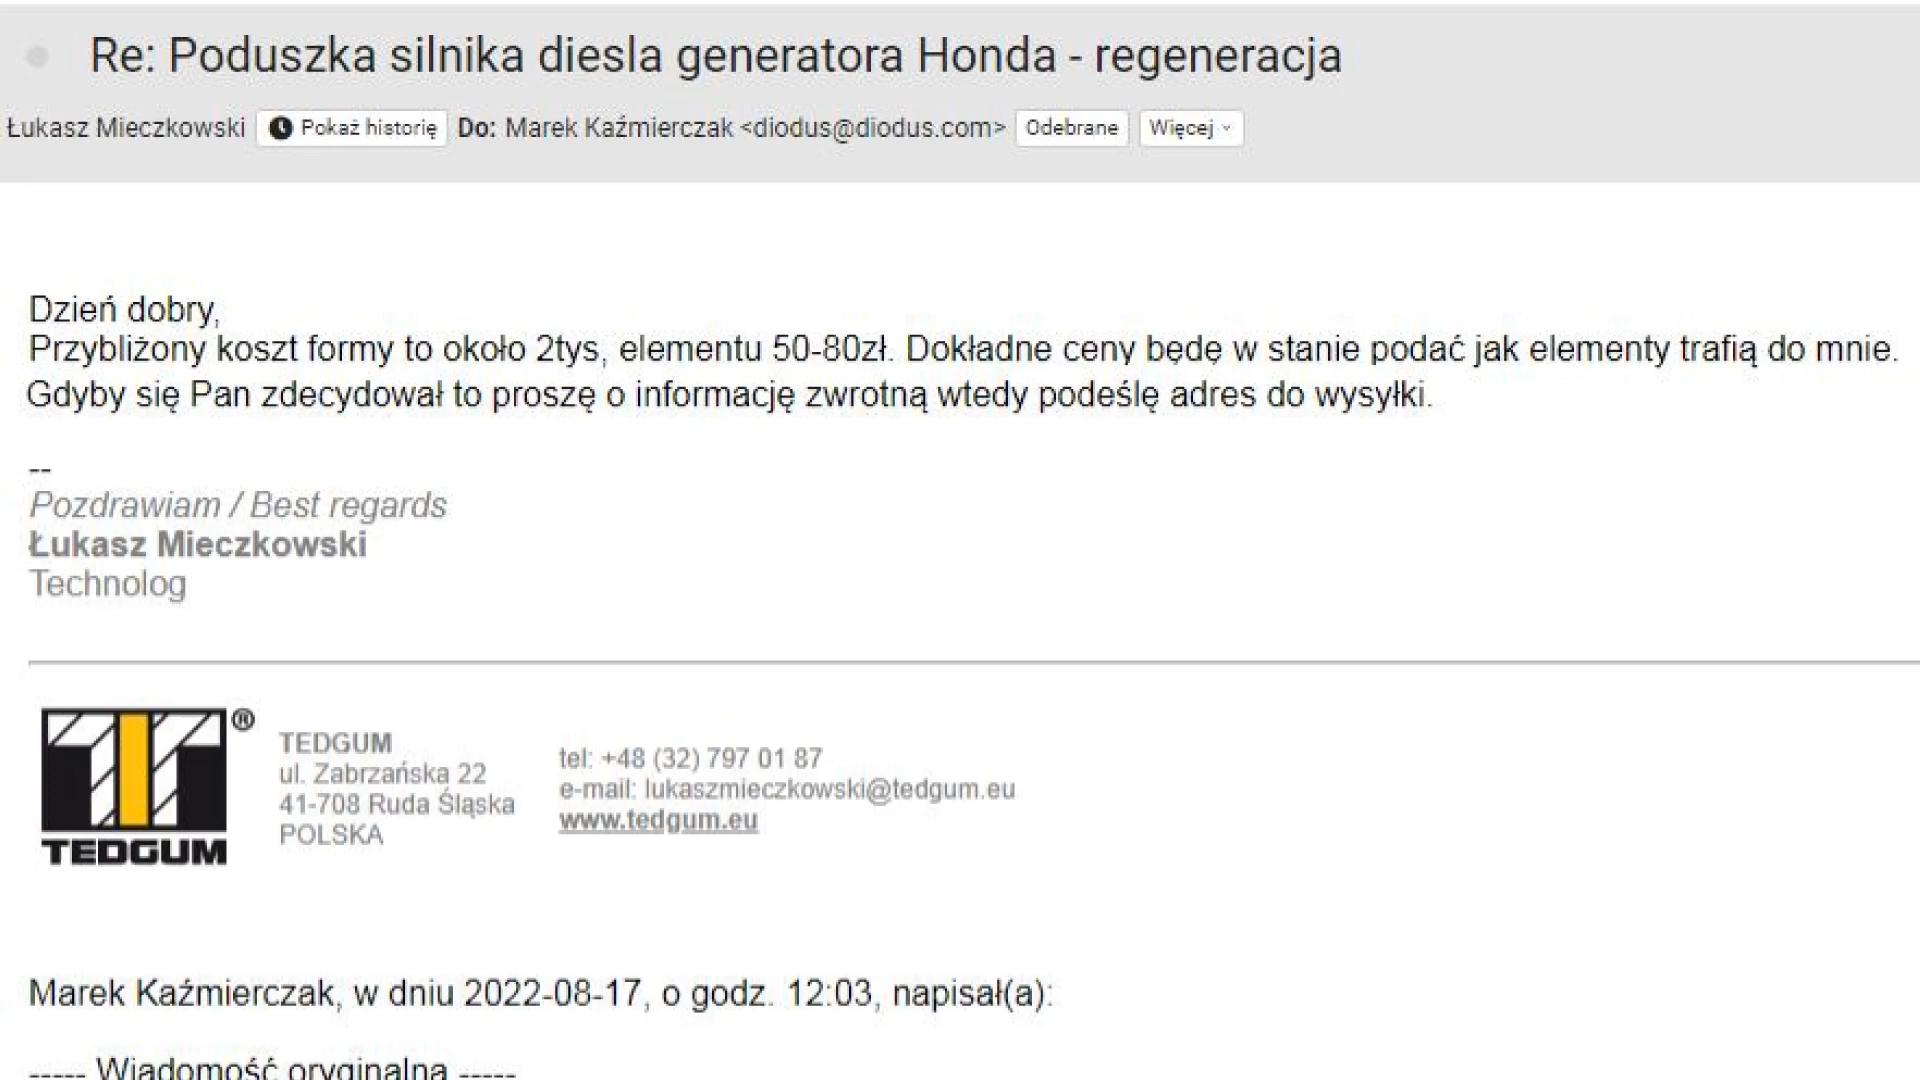 Re: Poduszka silnika diesla generatora Honda - regeneracja
Łukasz Mieczkowski Pokaż historię Do: Marek Kaźmierczak <diodus@diodus.com> Odebrane Więcej
Dzień dobry,
Przybliżony koszt formy to około 2tys, elementu 50-80zł. Dokładne ceny będę w stanie podać jak elementy trafią do mnie.
Gdyby się Pan zdecydował to proszę o informację zwrotną wtedy podeślę adres do wysyłki.
--
Pozdrawiam / Best regards
Łukasz Mieczkowski
Technolog
®
TEDGUM
TEDGUM
ul. Zabrzańska 22
41-708 Ruda Śląska
POLSKA
tel: +48 (32) 797 01 87
e-mail: lukaszmieczkowski@tedgum.eu
www.tedgum.eu
Marek Kaźmierczak, w dniu 2022-08-17, o godz. 12:03, napisał(a):
----- Wiadomość oryginalna -----